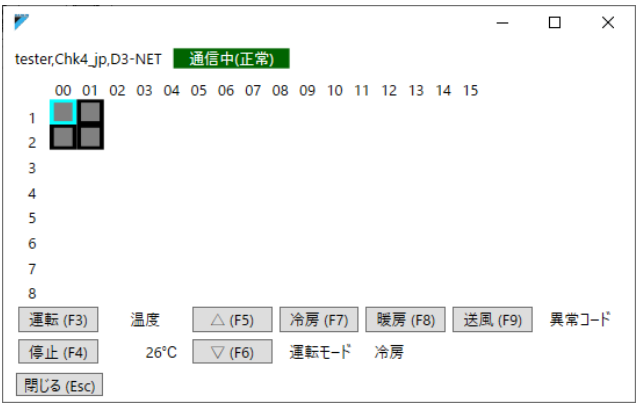 tester,Chk4_jp,D3-NET 通信中(正常)
00 01 02 03 04 05 06 07 08 09 10 11 12 13 14 15
1
2
3
4
5
6
7
8
運転 (F3) 温度 △ (F5) 冷房 (F7) 暖房 (F8) 送風 (F9) 異常コード
停止 (F4) 26℃ ▽ (F6) 運転モード 冷房
閉じる (Esc)